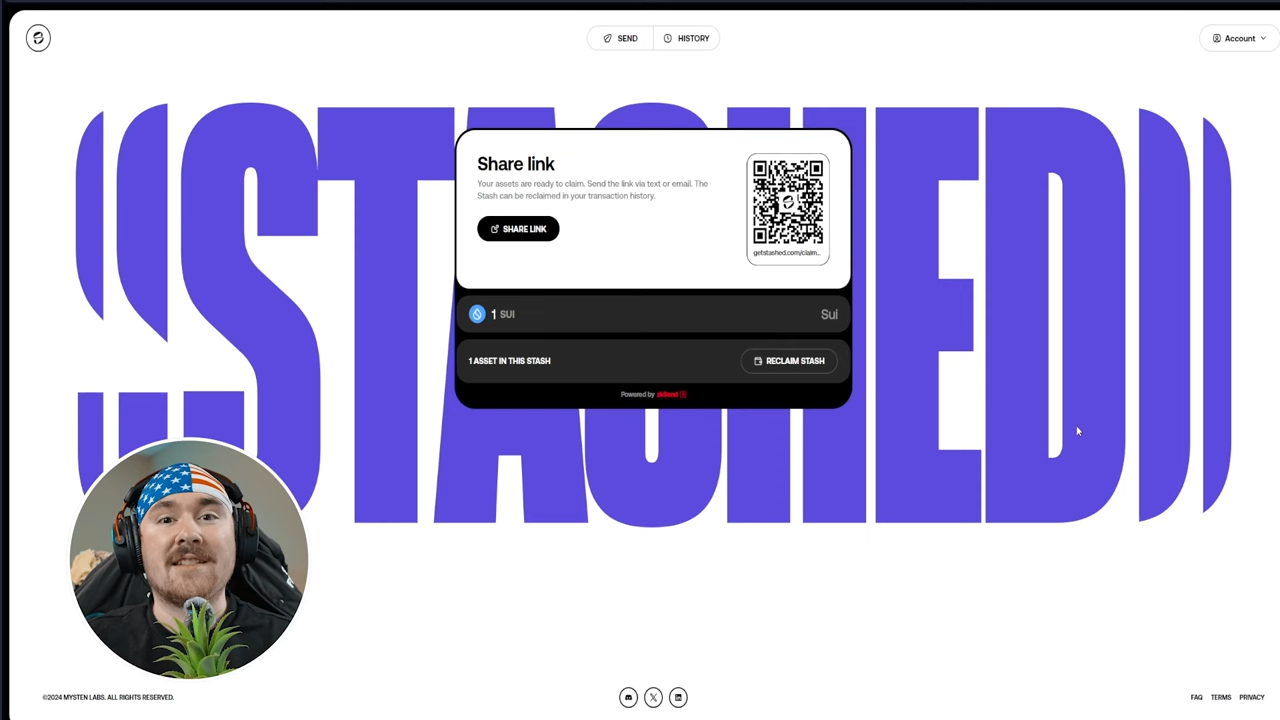 SEND
HISTORY
Account
STASHED
Share link
Your assets are ready to claim. Send the link via text or email. The
Stash can be reclaimed in your transaction history.
SHARE LINK
getstashed.com/claim...
1 SUI
Sui
1 ASSET IN THIS STASH
RECLAIM STASH
Powered by
©2024 MYSTEN LABS. ALL RIGHTS RESERVED.
FAQ
TERMS
PRIVACY